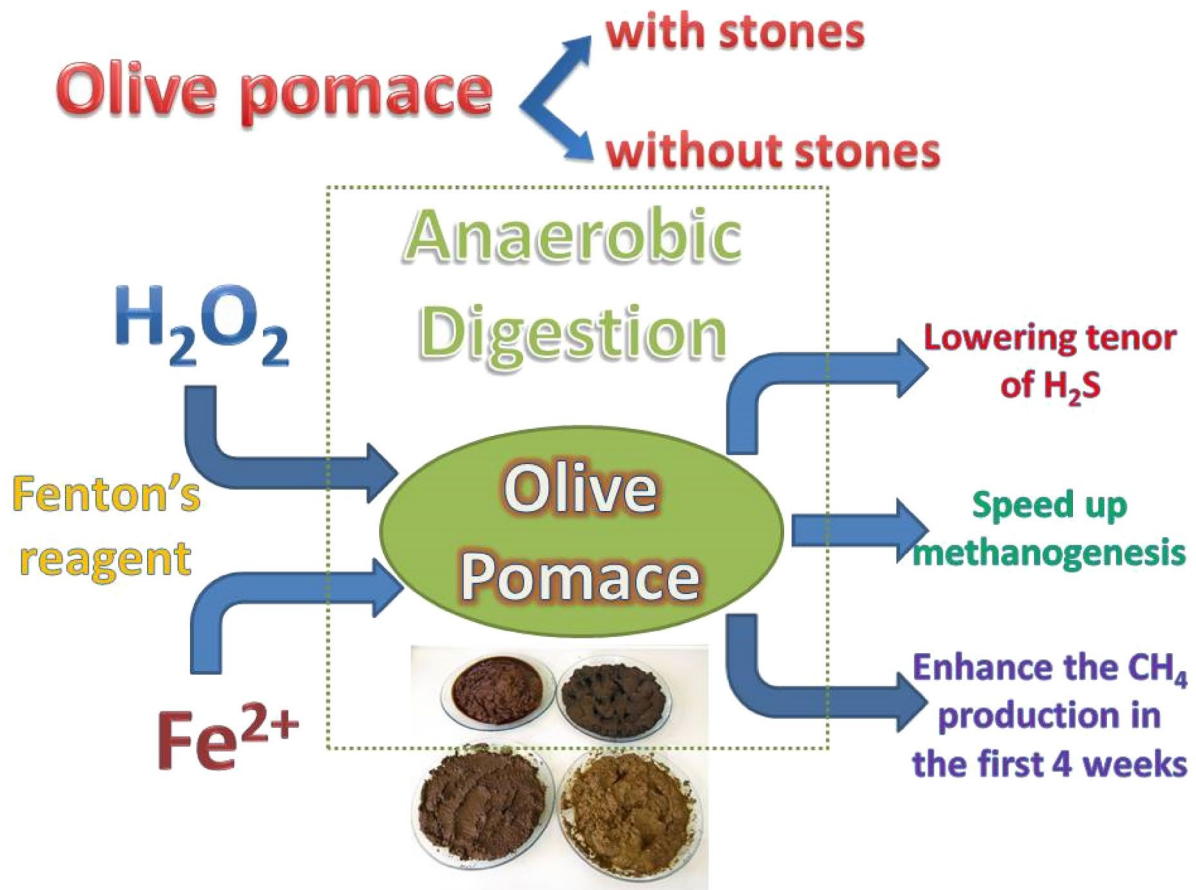 Olive pomace
with stones
without stones
Anaerobic
Digestion
H₂O₂
Fenton’s
reagent
Fe²⁺
Olive
Pomace
Lowering tenor
of H₂S
Speed up
methanogenesis
Enhance the CH₄
production in
the first 4 weeks